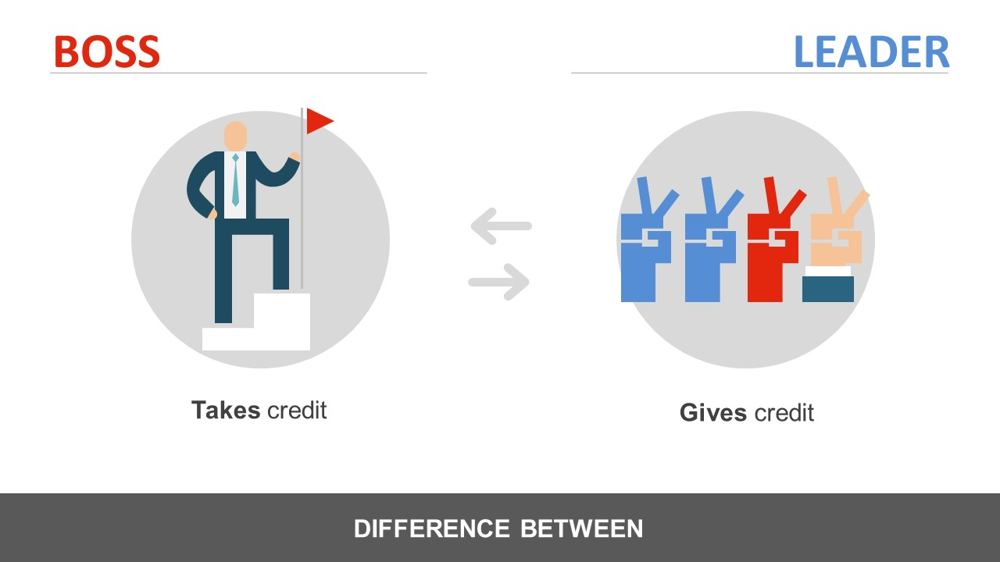 BOSS
LEADER
Takes credit
Gives credit
DIFFERENCE BETWEEN